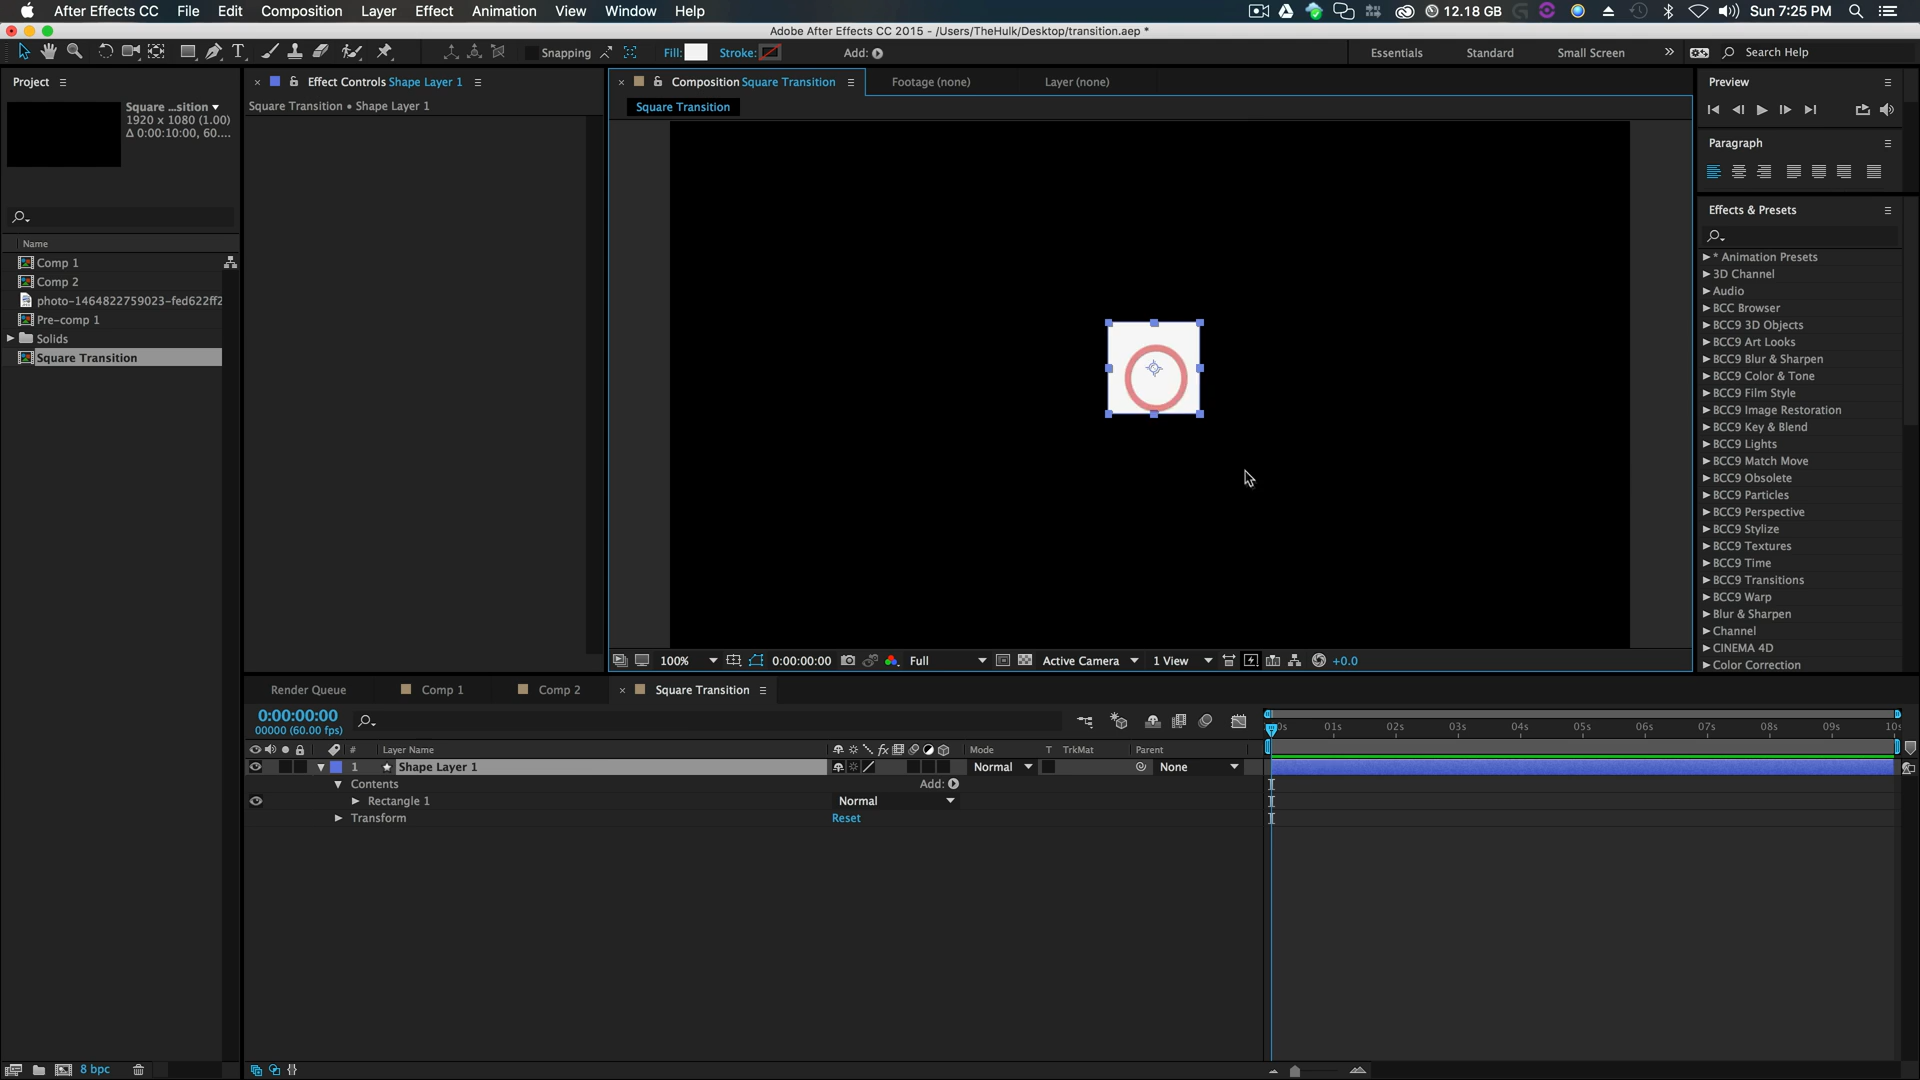 After Effects CC File Edit Composition Layer Effect Animation View Window Help 12.18 GB Sun 7:25 PM
Adobe After Effects CC 2015 - /Users/TheHulk/Desktop/transition.aep *
Snapping Fill: Stroke: Add: Essentials Standard Small Screen Search Help
Project
Square ...sition
1920 x 1080 (1.00)
Δ 0:00:10:00, 60....
Name
Comp 1
Comp 2
photo-1464822759023-fed622ff2
Pre-comp 1
Solids
Square Transition
8 bpc
Effect Controls Shape Layer 1
Square Transition • Shape Layer 1
Composition Square Transition Footage (none) Layer (none)
Square Transition
100% 0:00:00:00 Full Active Camera 1 View +0.0
Preview
Paragraph
Effects & Presets
* Animation Presets
3D Channel
Audio
BCC Browser
BCC9 3D Objects
BCC9 Art Looks
BCC9 Blur & Sharpen
BCC9 Color & Tone
BCC9 Film Style
BCC9 Image Restoration
BCC9 Key & Blend
BCC9 Lights
BCC9 Match Move
BCC9 Obsolete
BCC9 Particles
BCC9 Perspective
BCC9 Stylize
BCC9 Textures
BCC9 Time
BCC9 Transitions
BCC9 Warp
Blur & Sharpen
Channel
CINEMA 4D
Color Correction
Render Queue Comp 1 Comp 2 Square Transition
0:00:00:00
00000 (60.00 fps)
01s 02s 03s 04s 05s 06s 07s 08s 09s
# Layer Name fx Mode T TrkMat Parent
1 Shape Layer 1 Normal None
Contents Add:
Rectangle 1 Normal
Transform Reset